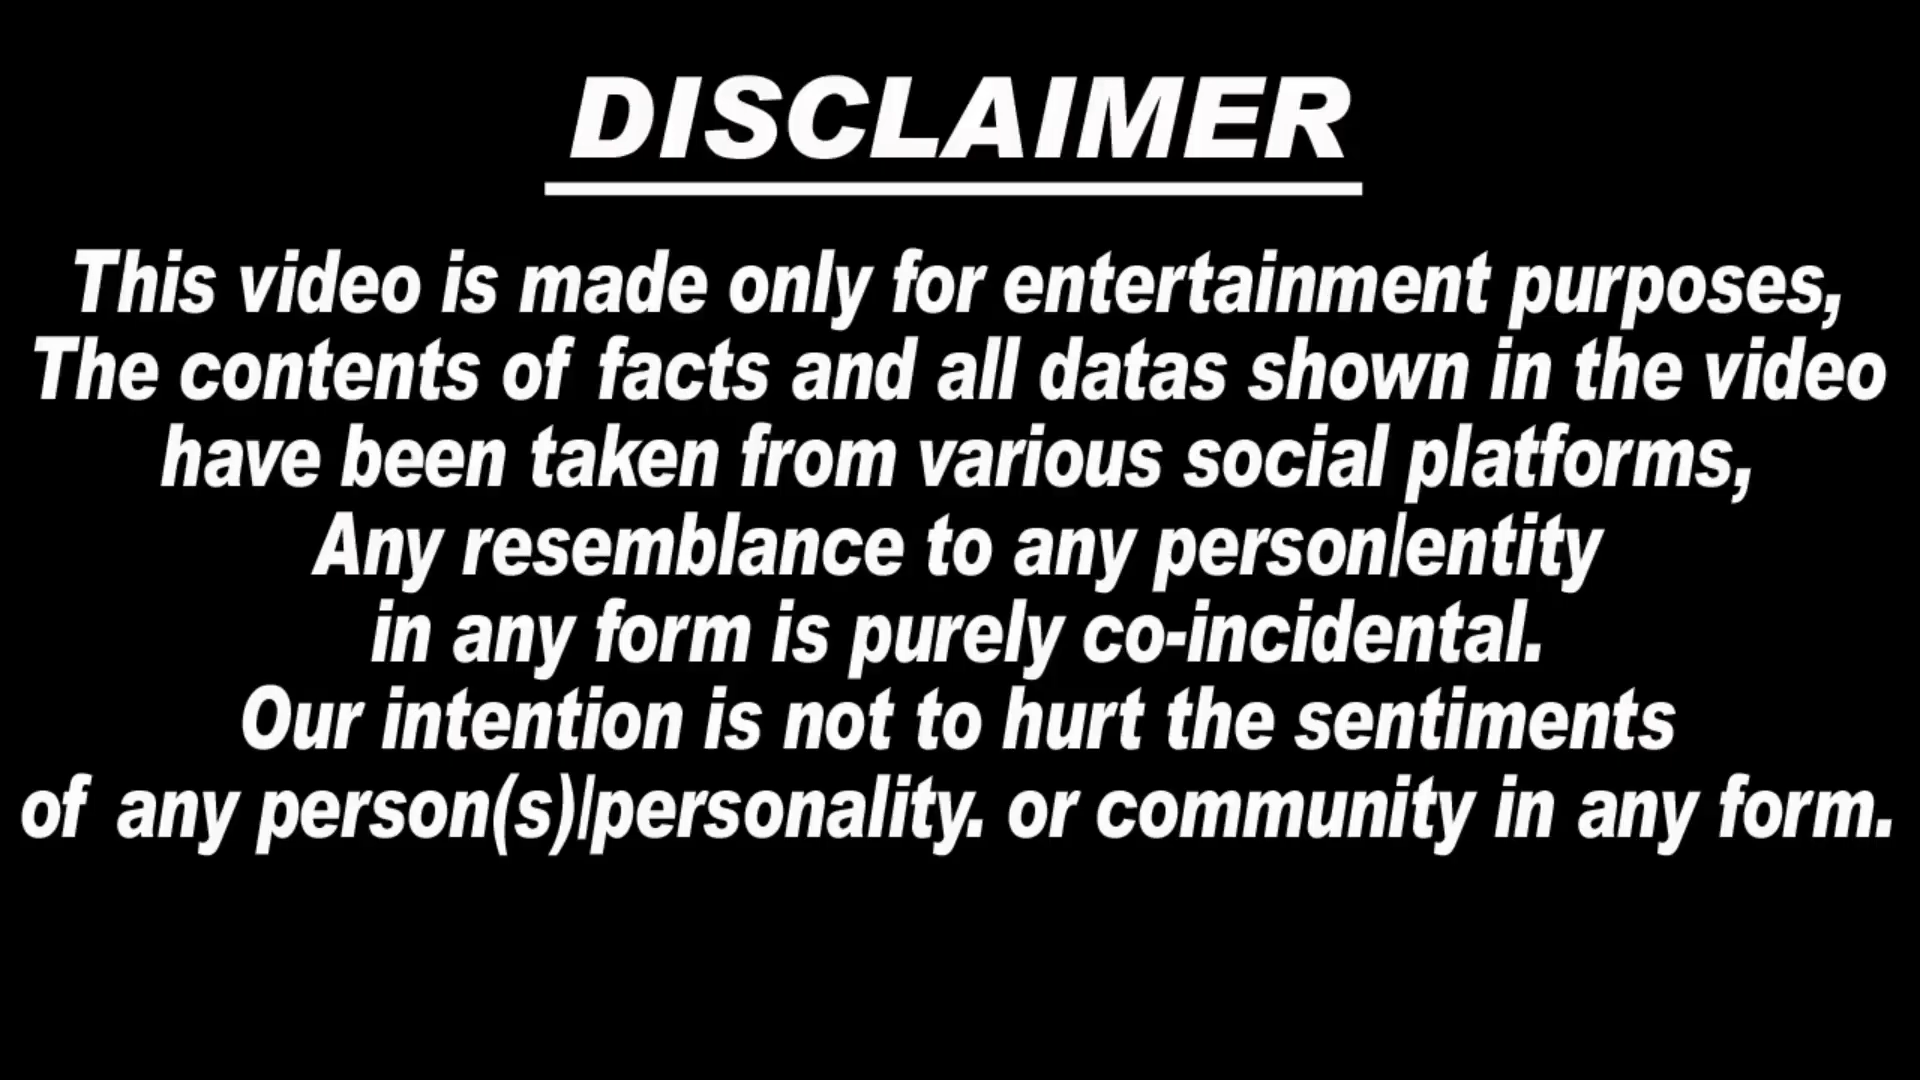 DISCLAIMER
This video is made only for entertainment purposes,
The contents of facts and all datas shown in the video
have been taken from various social platforms,
Any resemblance to any person/entity
in any form is purely co-incidental.
Our intention is not to hurt the sentiments
of any person(s)/personality. or community in any form.